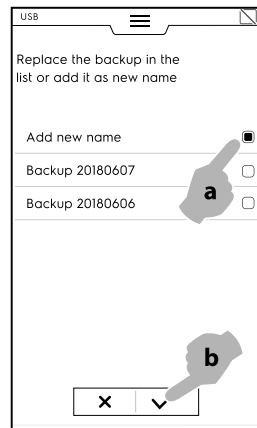 USB
Replace the backup in the
list or add it as new name
Add new name
Backup 20180607
a
Backup 20180606
b